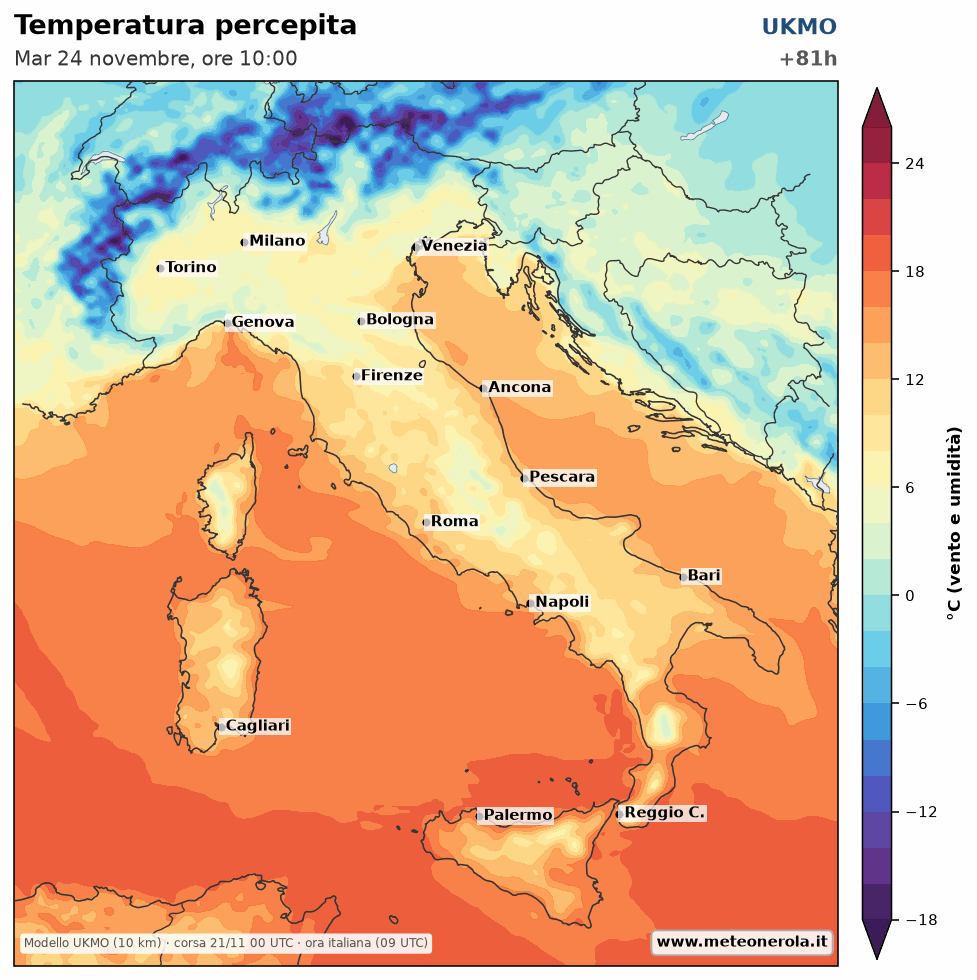 Temperatura percepita
UKMO
Mar 24 novembre, ore 10:00
+81h
Milano
Venezia
Torino
Genova
Bologna
Firenze
Ancona
Pescara
Roma
Bari
Napoli
Cagliari
Palermo
Reggio C.
24
18
12
6
0
−6
−12
−18
°C (vento e umidità)
Modello UKMO (10 km) · corsa 21/11 00 UTC · ora italiana (09 UTC)
www.meteonerola.it